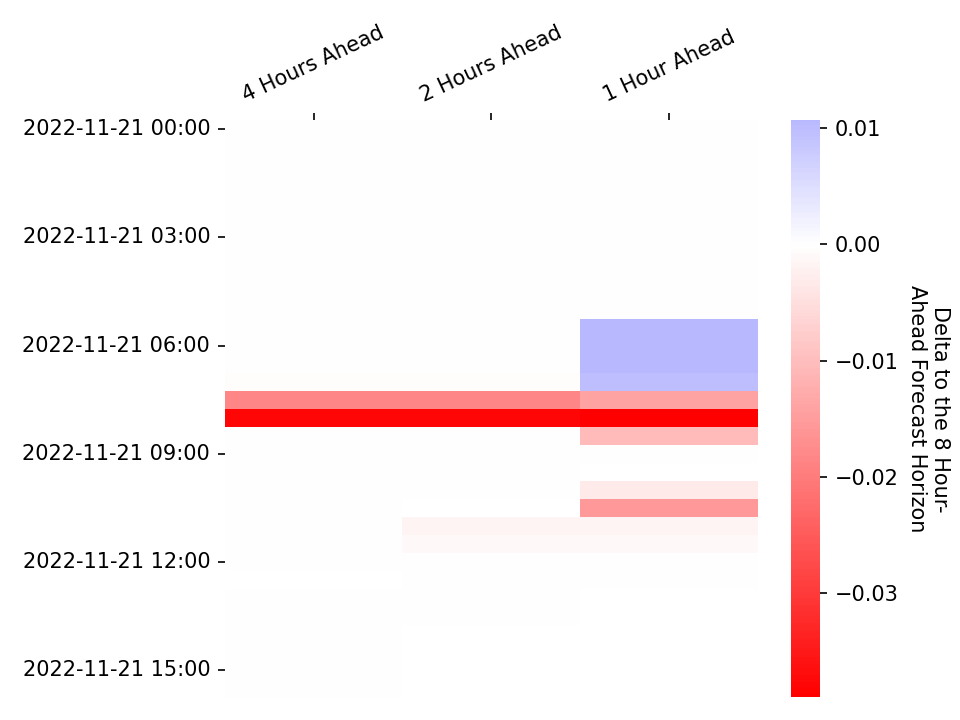 4 Hours Ahead
2 Hours Ahead
1 Hour Ahead
2022-11-21 00:00
2022-11-21 03:00
2022-11-21 06:00
2022-11-21 09:00
2022-11-21 12:00
2022-11-21 15:00
0.01
0.00
−0.01
−0.02
−0.03
Delta to the 8 Hour-
Ahead Forecast Horizon